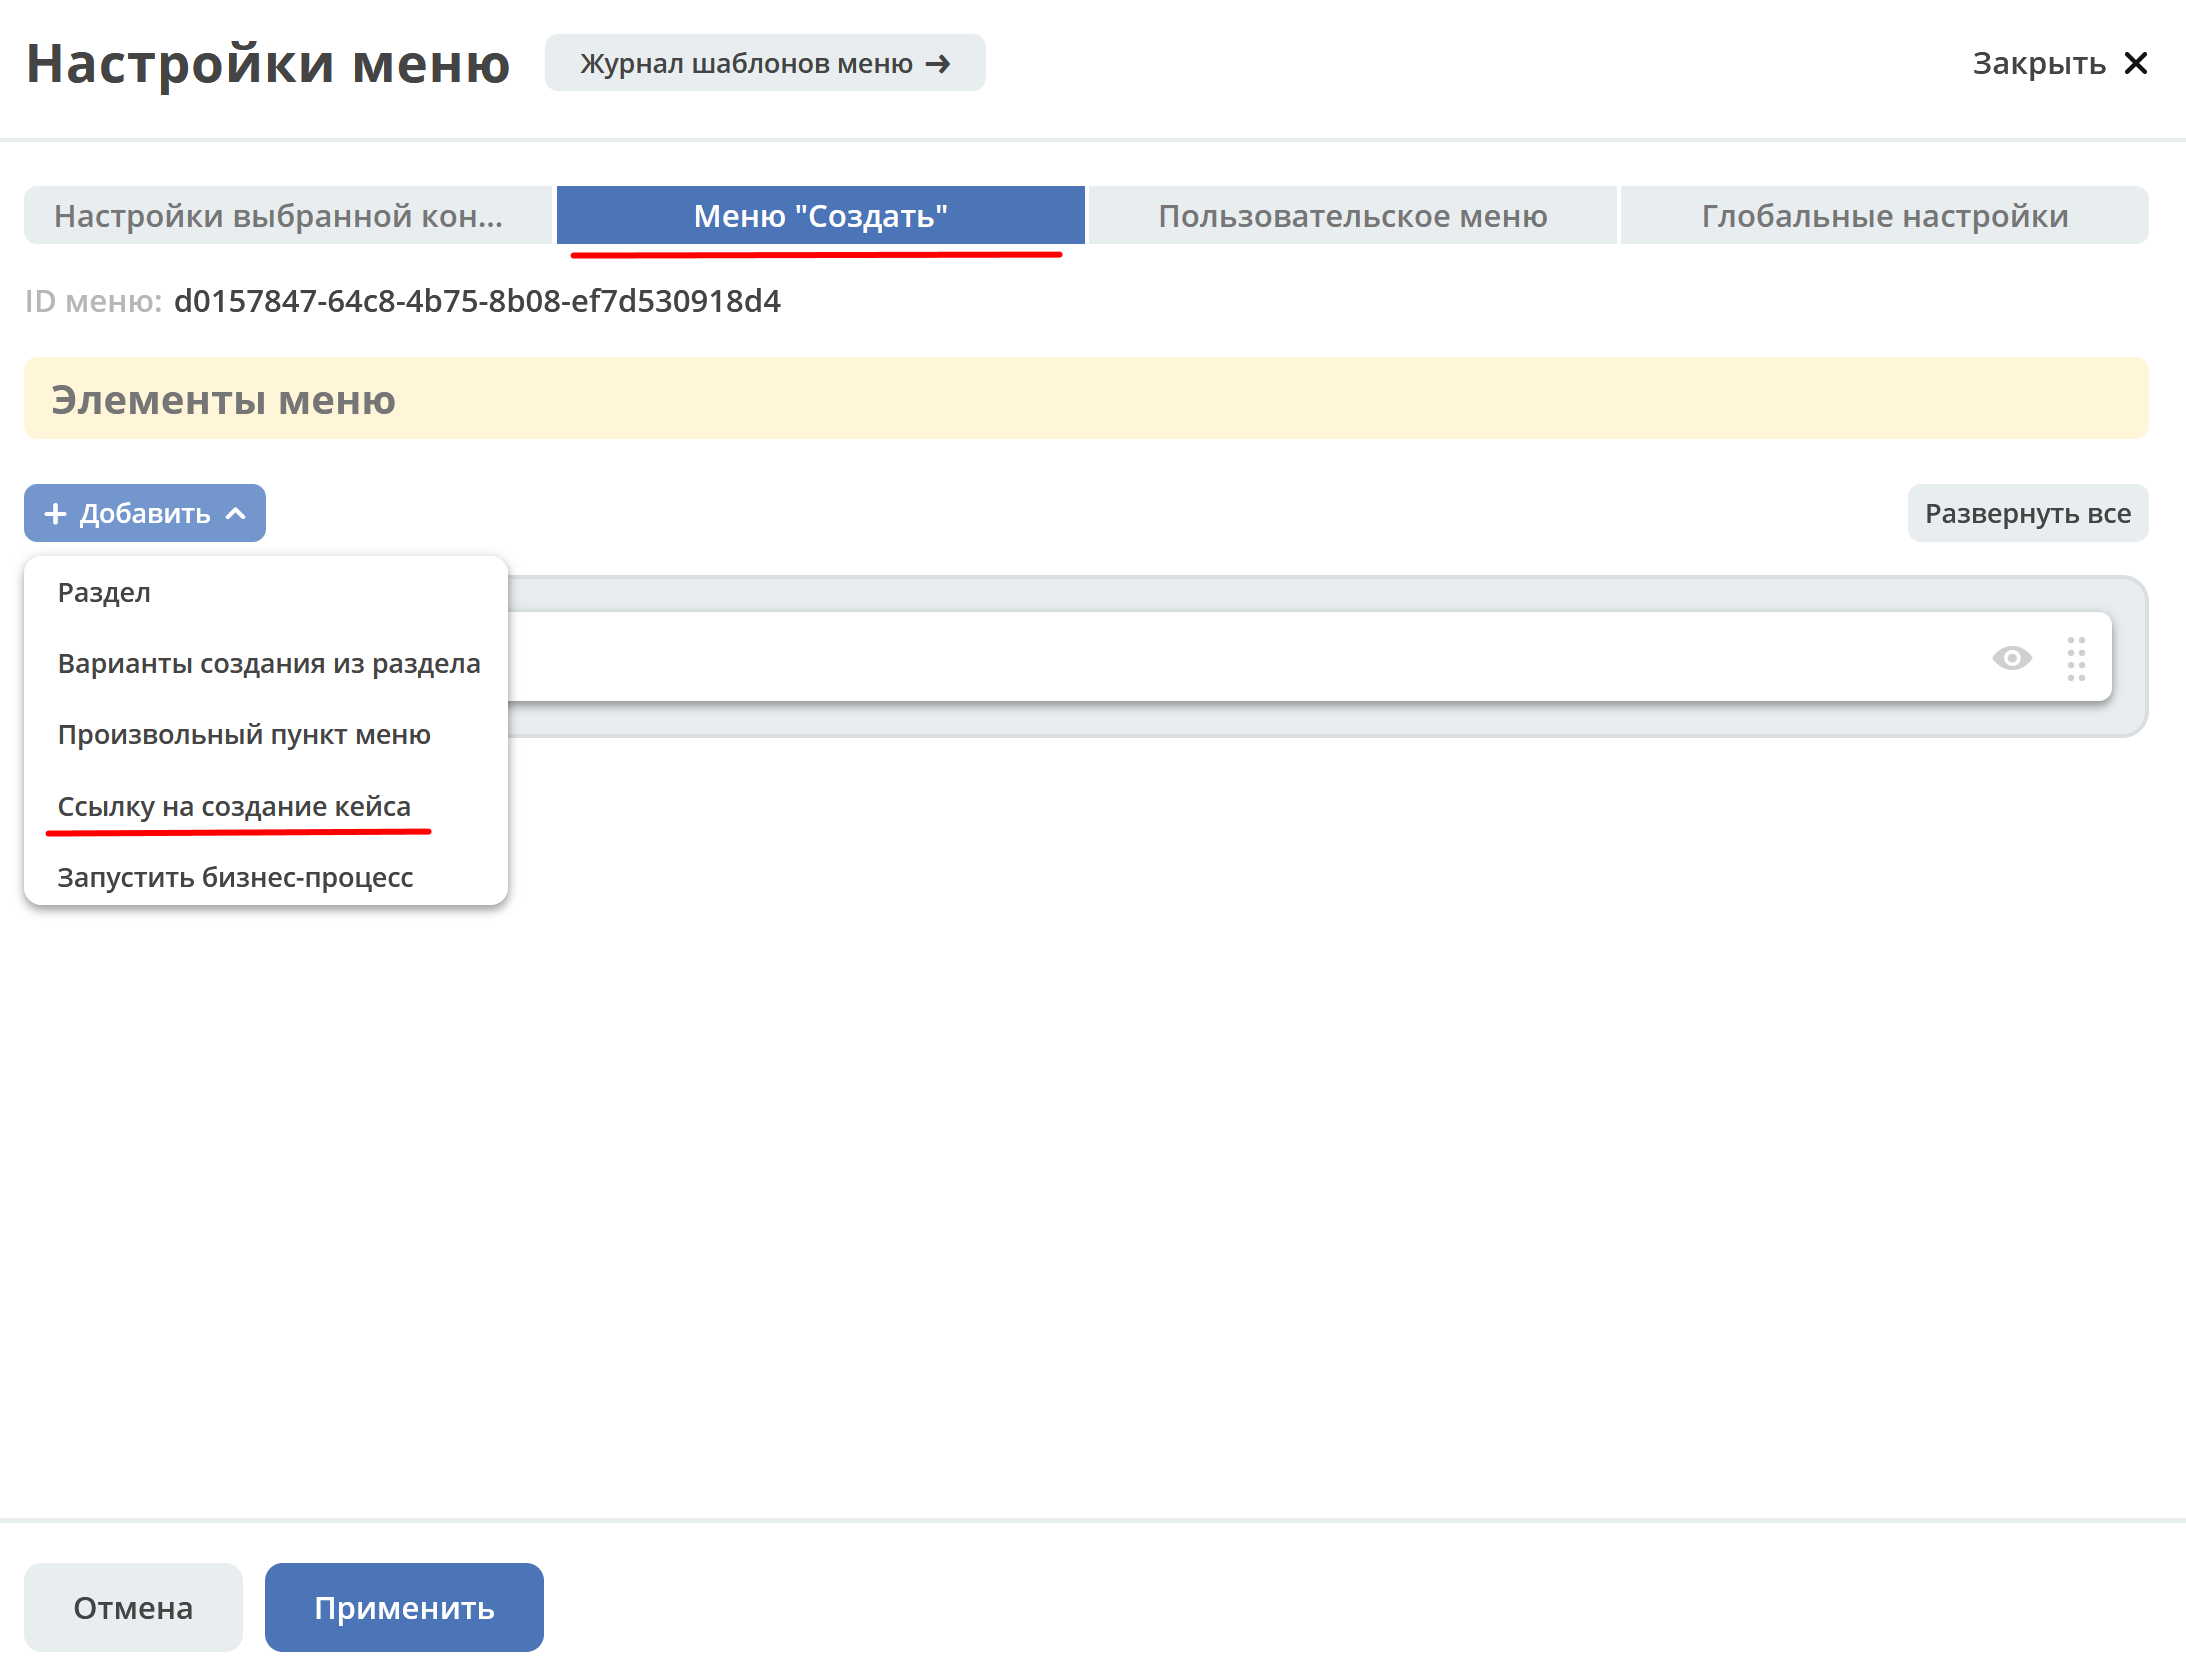 Настройки меню
Журнал шаблонов меню →
Закрыть
Настройки выбранной кон...
Меню "Создать"
Пользовательское меню
Глобальные настройки
ID меню: d0157847-64c8-4b75-8b08-ef7d530918d4
Элементы меню
+ Добавить
Развернуть все
Раздел
Варианты создания из раздела
Произвольный пункт меню
Ссылку на создание кейса
Запустить бизнес-процесс
Отмена
Применить